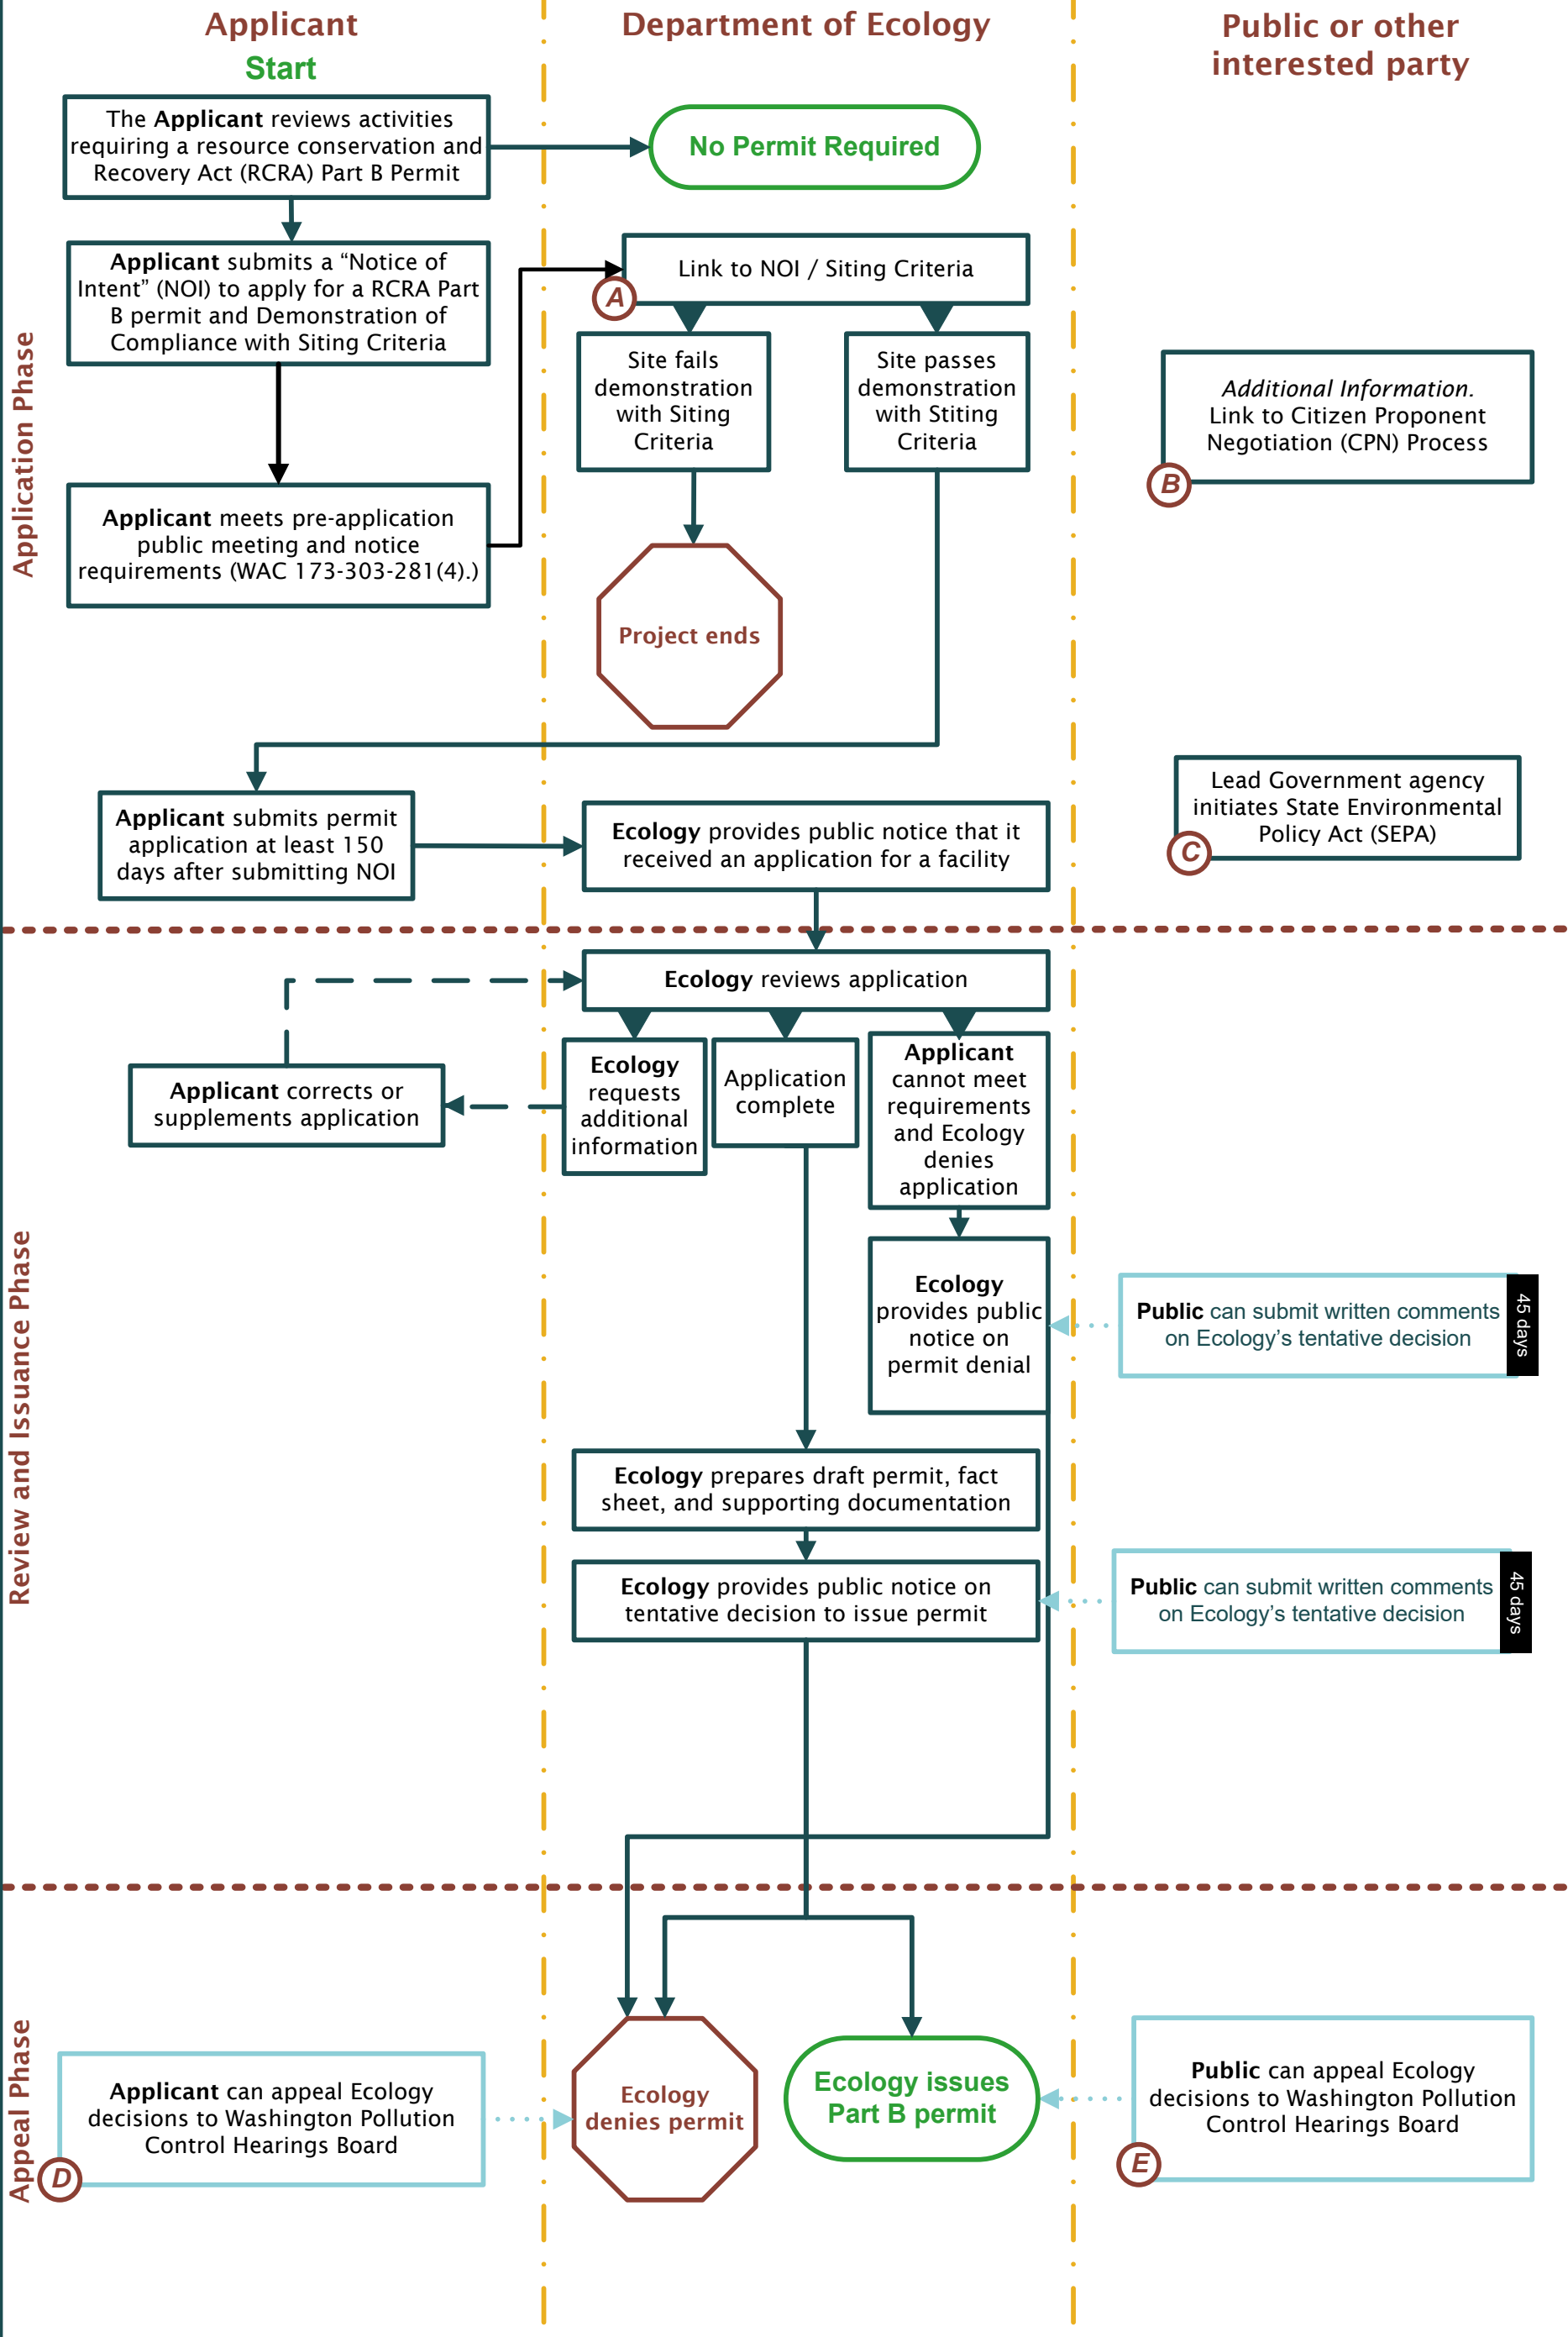 Applicant
Department of Ecology
Public or other
interested party
Start
The Applicant reviews activities
requiring a resource conservation and
Recovery Act (RCRA) Part B Permit
No Permit Required
Applicant submits a “Notice of
Intent” (NOI) to apply for a RCRA Part
B permit and Demonstration of
Compliance with Siting Criteria
Link to NOI / Siting Criteria
A
Site fails
demonstration
with Siting
Criteria
Site passes
demonstration
with Stiting
Criteria
Additional Information.
Link to Citizen Proponent
Negotiation (CPN) Process
B
Application Phase
Applicant meets pre-application
public meeting and notice
requirements (WAC 173-303-281(4).)
Project ends
Applicant submits permit
application at least 150
days after submitting NOI
Ecology provides public notice that it
received an application for a facility
Lead Government agency
initiates State Environmental
Policy Act (SEPA)
C
Ecology reviews application
Applicant corrects or
supplements application
Ecology
requests
additional
information
Application
complete
Applicant
cannot meet
requirements
and Ecology
denies
application
Review and Issuance Phase
Ecology
provides public
notice on
permit denial
Public can submit written comments
on Ecology’s tentative decision
45 days
Ecology prepares draft permit, fact
sheet, and supporting documentation
Ecology provides public notice on
tentative decision to issue permit
Public can submit written comments
on Ecology’s tentative decision
45 days
Appeal Phase
Applicant can appeal Ecology
decisions to Washington Pollution
Control Hearings Board
D
Ecology
denies permit
Ecology issues
Part B permit
Public can appeal Ecology
decisions to Washington Pollution
Control Hearings Board
E